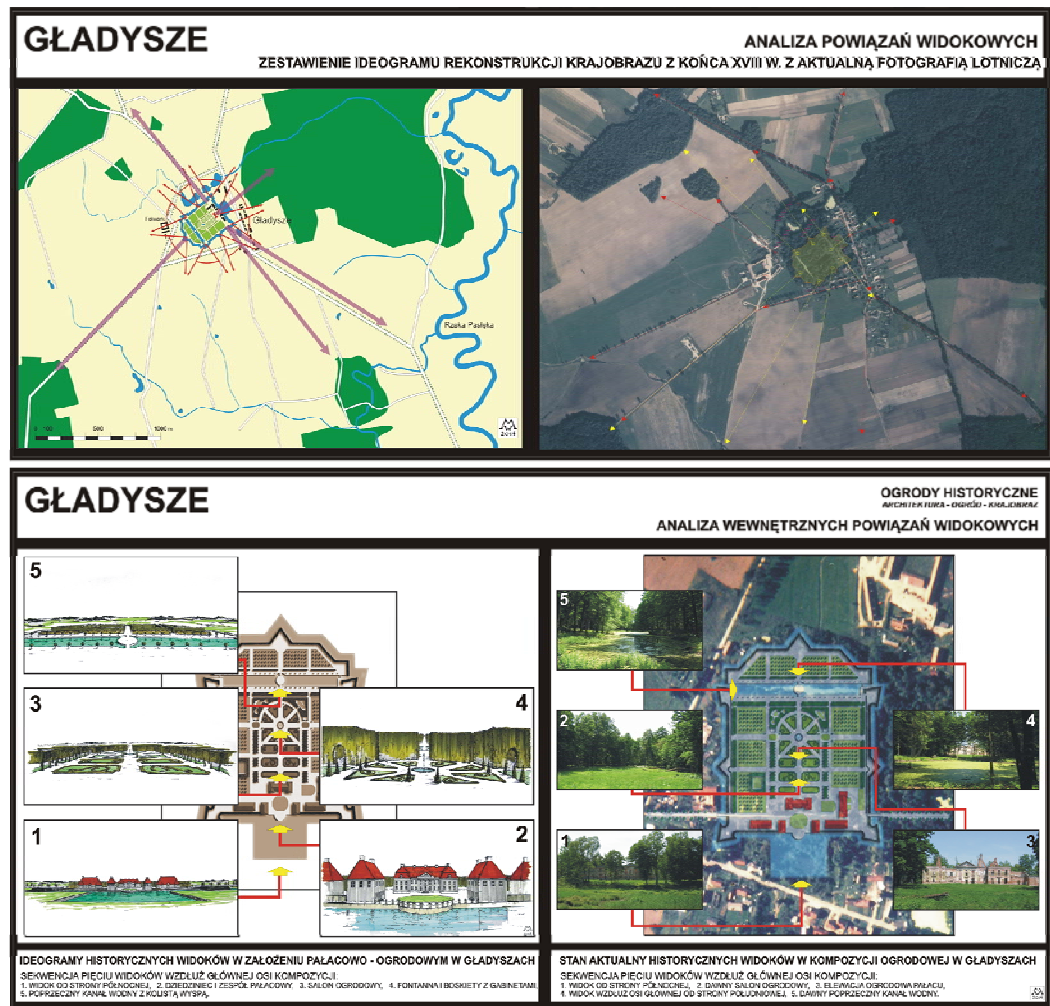 GŁADYSZE
ANALIZA POWIĄZAŃ WIDOKOWYCH
ZESTAWIENIE IDEOGRAMU REKONSTRUKCJI KRAJOBRAZU Z KOŃCA XVIII W. Z AKTUALNĄ FOTOGRAFIĄ LOTNICZĄ
Gładysze
Rzeka Pasłęka
0 100 500 1000 m
GŁADYSZE
OGRODY HISTORYCZNE
ARCHITEKTURA - OGRÓD - KRAJOBRAZ
ANALIZA WEWNĘTRZNYCH POWIĄZAŃ WIDOKOWYCH
5
3
4
1
2
5
2
4
1
3
IDEOGRAMY HISTORYCZNYCH WIDOKÓW W ZAŁOŻENIU PAŁACOWO - OGRODOWYM W GŁADYSZACH
SEKWENCJA PIĘCIU WIDOKÓW WZDŁUŻ GŁÓWNEJ OSI KOMPOZYCJI:
1. WIDOK OD STRONY PÓŁNOCNEJ, 2. DZIEDZINIEC I ZESPÓŁ PAŁACOWY, 3. SALON OGRODOWY, 4. FONTANNA I BOSKIETY Z GABINETAMI,
5. POPRZECZNY KANAŁ WODNY Z KOLISTĄ WYSPĄ.
STAN AKTUALNY HISTORYCZNYCH WIDOKÓW W KOMPOZYCJI OGRODOWEJ W GŁADYSZACH
SEKWENCJA PIĘCIU WIDOKÓW WZDŁUŻ GŁÓWNEJ OSI KOMPOZYCJI:
1. WIDOK OD STRONY PÓŁNOCNEJ, 2. DAWNY SALON OGRODOWY, 3. ELEWACJA OGRODOWA PAŁACU,
4. WIDOK WZDŁUŻ OSI GŁÓWNEJ OD STRONY POŁUDNIOWEJ, 5. DAWNY POPRZECZNY KANAŁ WODNY.